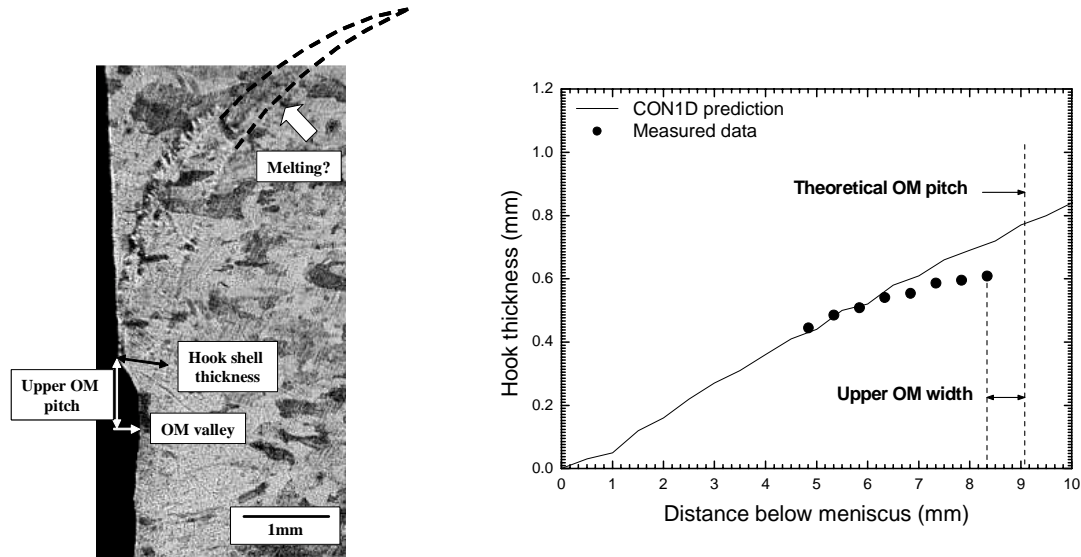 Melting?
Hook shell
thickness
Upper OM
pitch
OM valley
1mm
1.2
1.0
0.8
0.6
0.4
0.2
0.0
Hook thickness (mm)
CON1D prediction
Measured data
Theoretical OM pitch
Upper OM width
0 1 2 3 4 5 6 7 8 9 10
Distance below meniscus (mm)